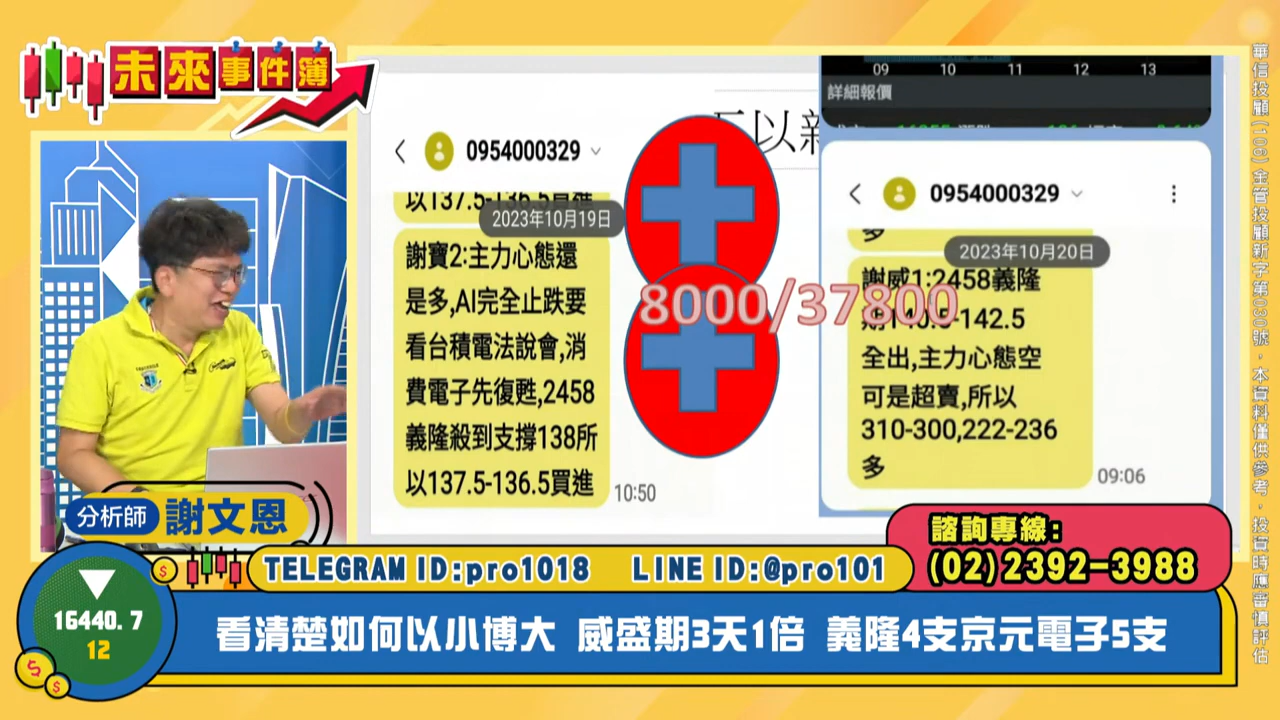 未來事件簿
09 10 11 12 13
詳細報價
以新
0954000329
以137.5-136.5買進
2023年10月19日
謝寶2:主力心態還
是多,AI完全止跌要
看台積電法說會,消
費電子先復甦,2458
義隆殺到支撐138所
以137.5-136.5買進
10:50
8000/37800
0954000329
多
2023年10月20日
謝威1:2458義隆
期140.5-142.5
全出,主力心態空
可是超賣,所以
310-300,222-236
多
09:06
華信投顧(106)金管投顧新字第030號,本資料僅供參考,投資時應審慎評估
分析師 謝文恩
諮詢專線:
(02)2392-3988
TELEGRAM ID:pro1018 LINE ID:@pro101
16440.7
12
看清楚如何以小博大 威盛期3天1倍 義隆4支京元電子5支